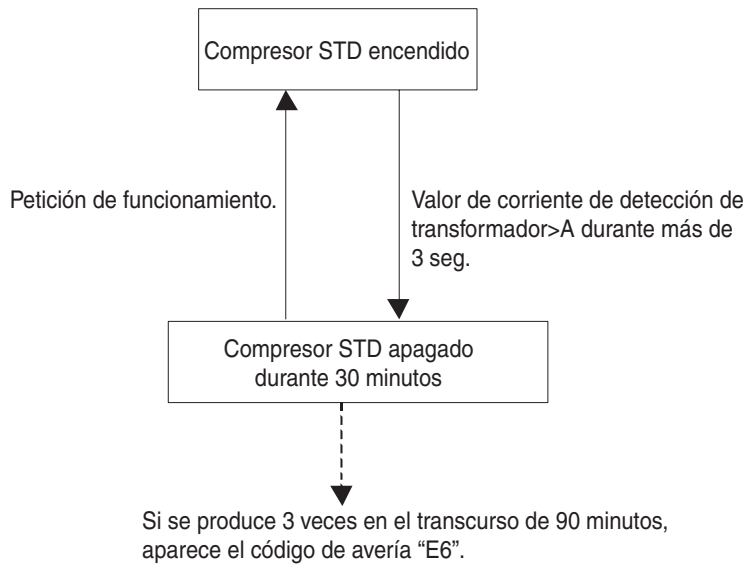 Compresor STD encendido
Petición de funcionamiento.
Valor de corriente de detección de
transformador>A durante más de
3 seg.
Compresor STD apagado
durante 30 minutos
Si se produce 3 veces en el transcurso de 90 minutos,
aparece el código de avería “E6”.